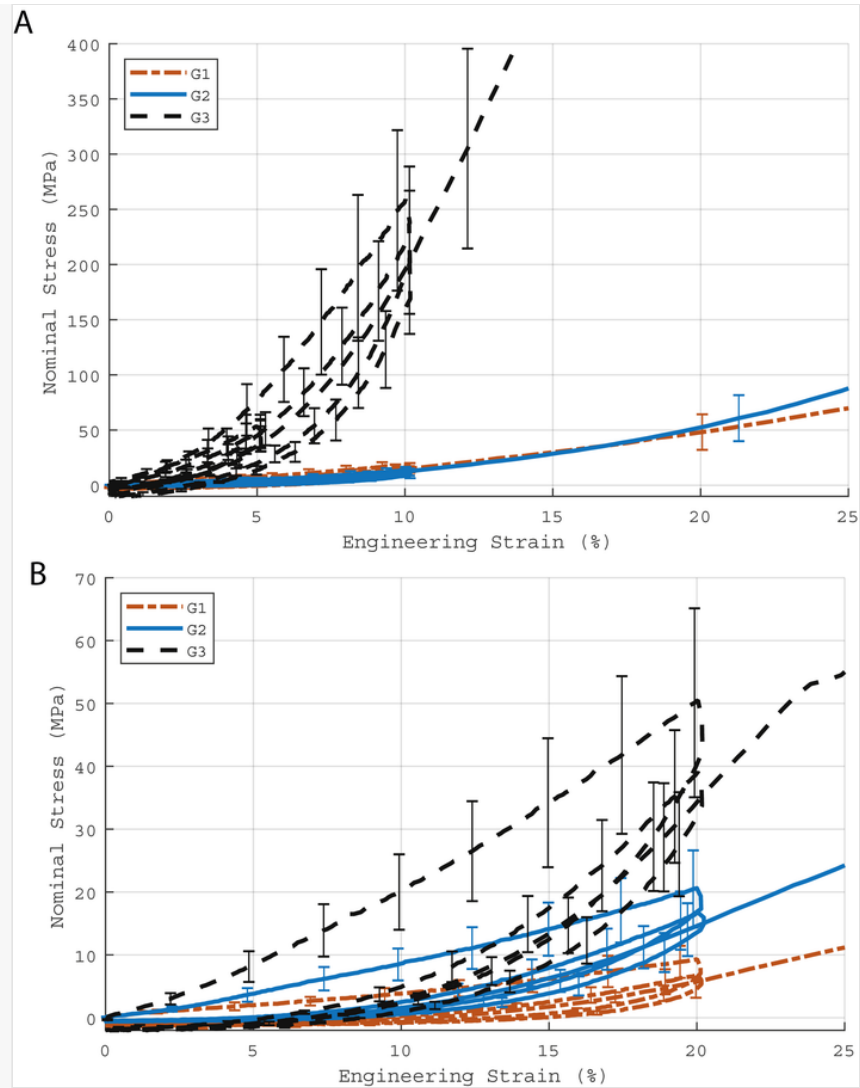 A
400
350
300
250
200
150
100
50
0
Nominal Stress (MPa)
G1
G2
G3
0 5 10 15 20 25
Engineering Strain (%)
B
70
60
50
40
30
20
10
0
Nominal Stress (MPa)
G1
G2
G3
0 5 10 15 20 25
Engineering Strain (%)